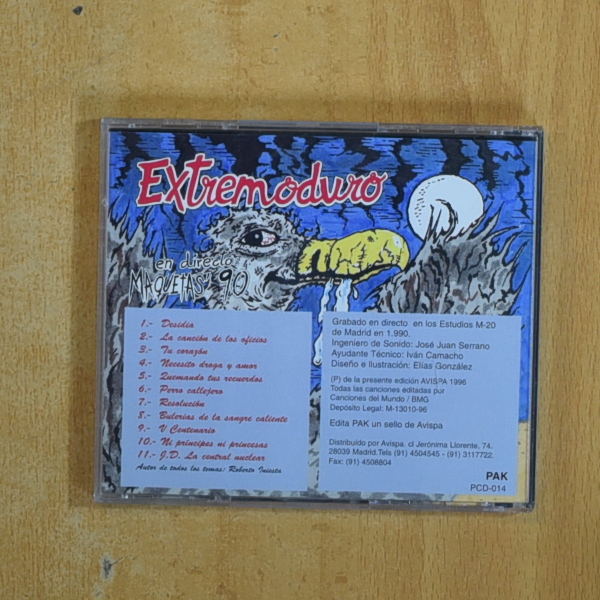 Extremoduro
en directo
MAQUETAS 90
1.- Desidia
2.- La canción de los oficios
3.- Tu corazón
4.- Necesito droga y amor
5.- Quemando tus recuerdos
6.- Perro callejero
7.- Resolución
8.- Bulerías de la sangre caliente
9.- V Centenario
10.- Ni príncipes ni princesas
11.- J.D. La central nuclear
Autor de todos los temas: Roberto Iniesta
Grabado en directo en los Estudios M-20
de Madrid en 1.990.
Ingeniero de Sonido: José Juan Serrano
Ayudante Técnico: Iván Camacho
Diseño e Ilustración: Elías González
(P) de la presente edición AVISPA 1996
Todas las canciones editadas por
Canciones del Mundo / BMG
Depósito Legal: M-13010-96
Edita PAK un sello de Avispa
Distribuido por Avispa. cl Jerónima Llorente, 74.
28039 Madrid.Tels (91) 4504545 - (91) 3117722.
Fax: (91) 4508804
PAK
PCD-014